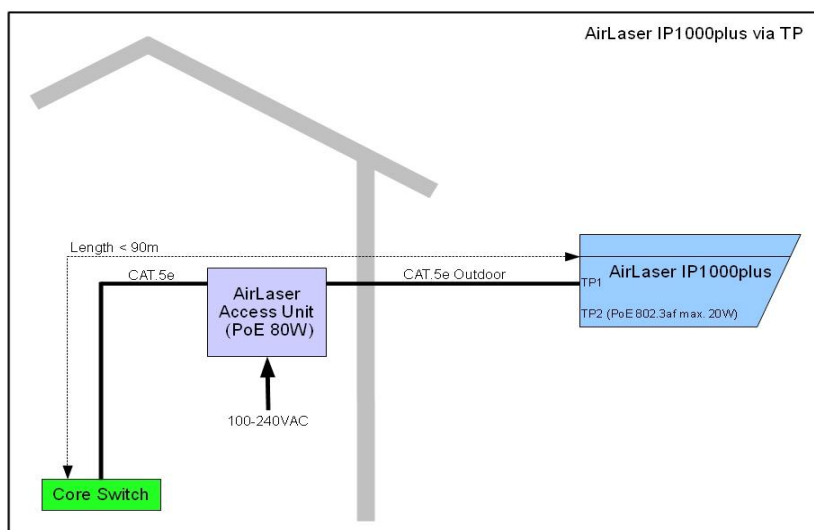 AirLaser IP1000plus via TP
Length < 90m
CAT.5e
CAT.5e Outdoor
AirLaser
Access Unit
(PoE 80W)
AirLaser IP1000plus
TP1
TP2 (PoE 802.3af max. 20W)
100-240VAC
Core Switch